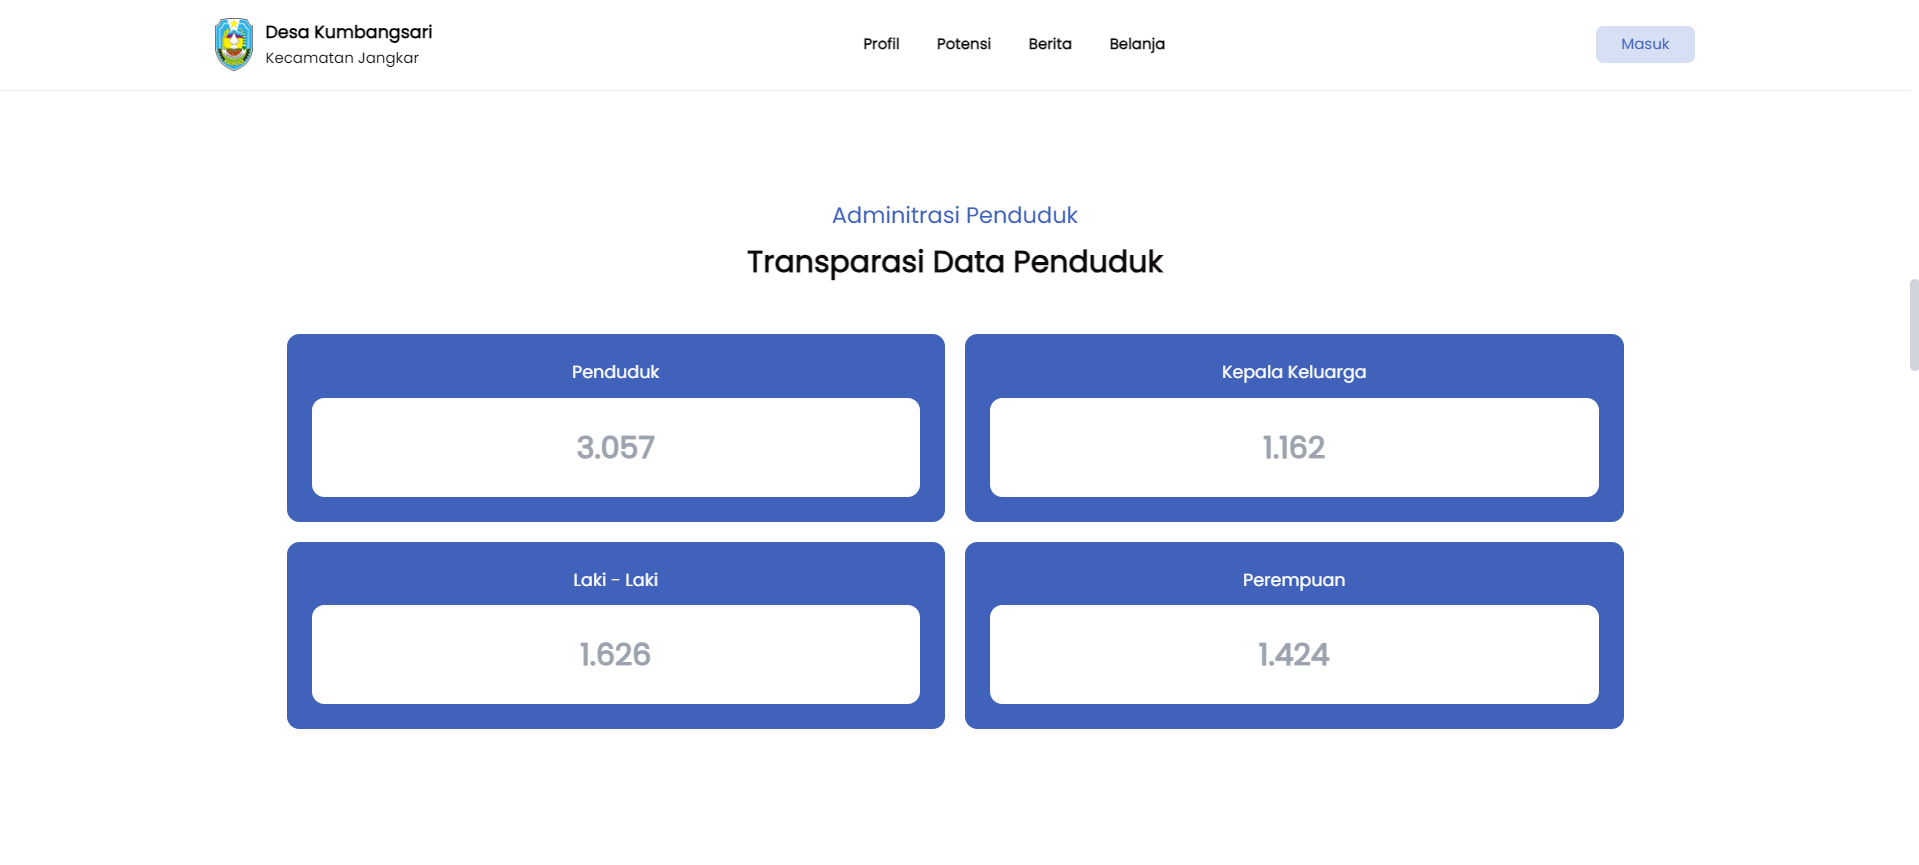 Desa Kumbangsari
Kecamatan Jangkar
Profil
Potensi
Berita
Belanja
Masuk
Adminitrasi Penduduk
Transparasi Data Penduduk
Penduduk
3.057
Kepala Keluarga
1.162
Laki - Laki
1.626
Perempuan
1.424